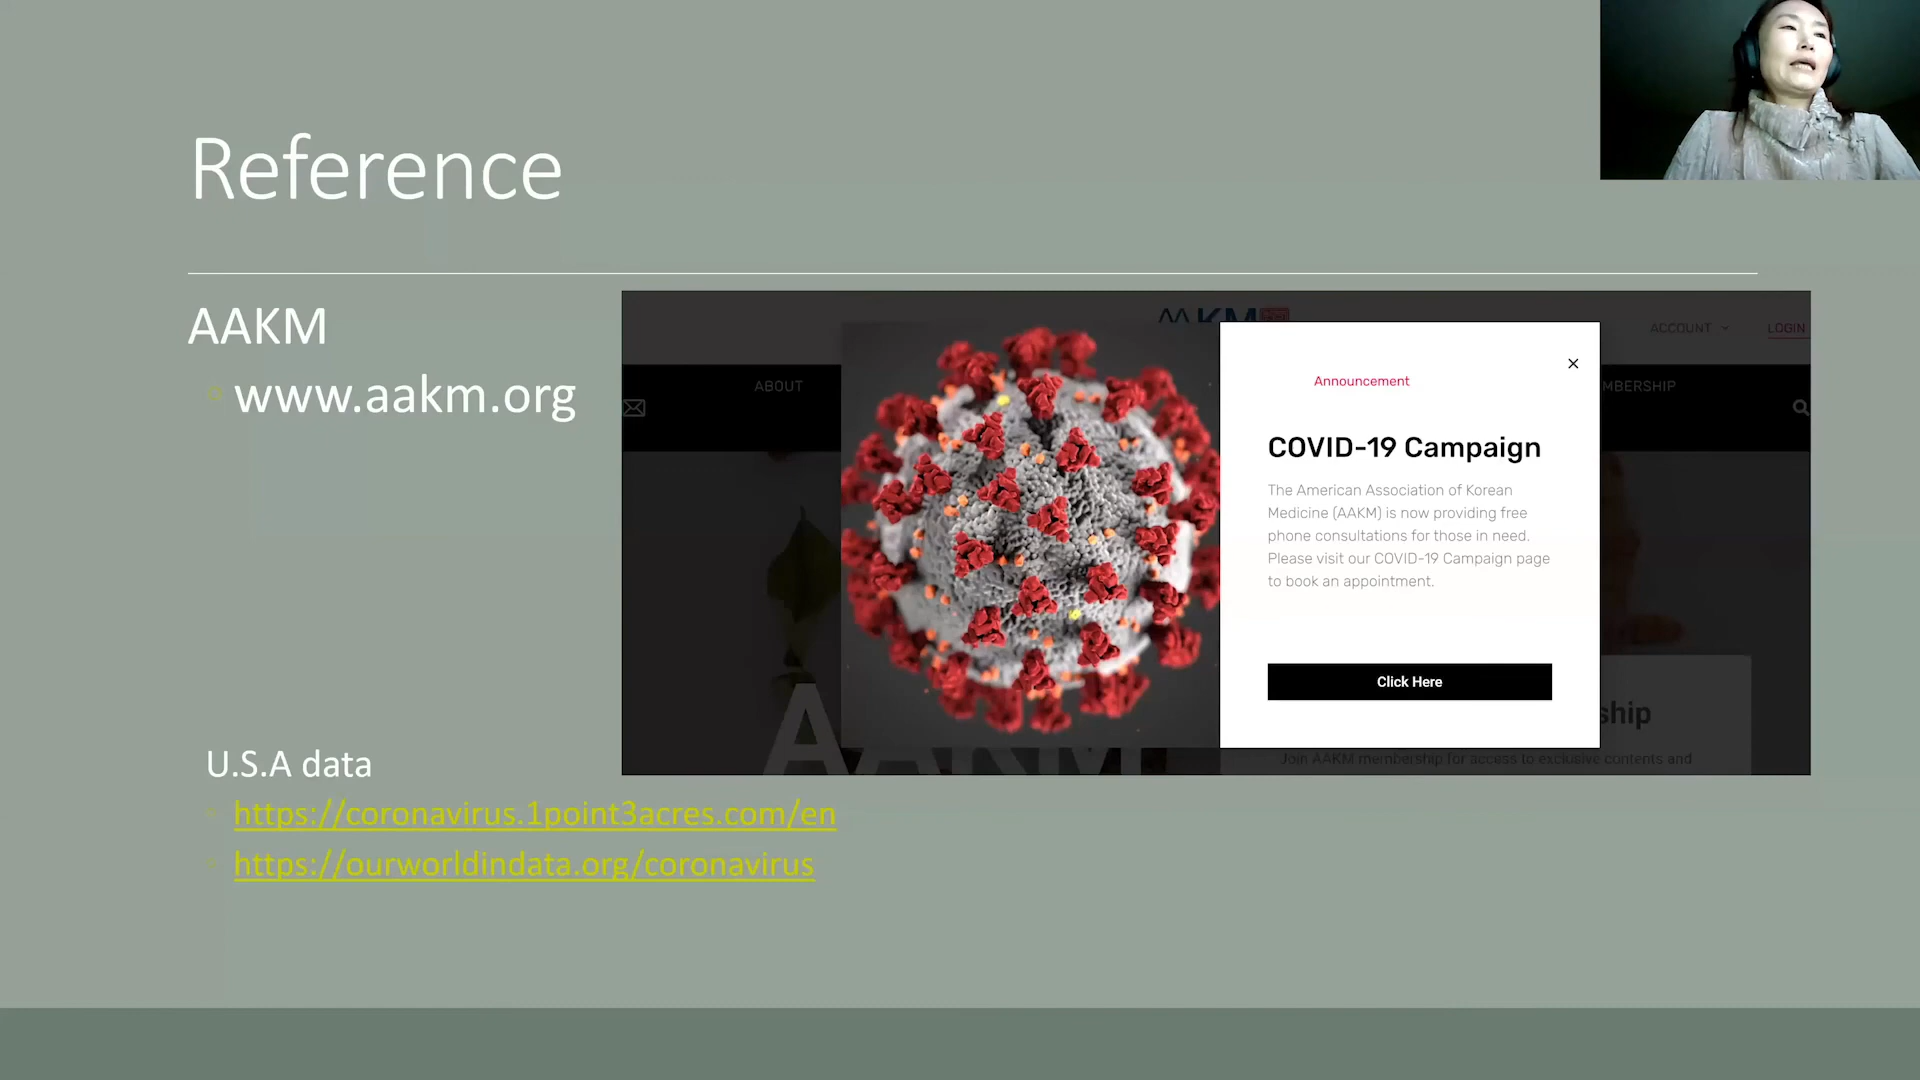 Reference
AAKM
www.aakm.org
AAKM
ACCOUNT
LOGIN
ABOUT
MBERSHIP
Announcement
COVID-19 Campaign
The American Association of Korean
Medicine (AAKM) is now providing free
phone consultations for those in need.
Please visit our COVID-19 Campaign page
to book an appointment.
Click Here
ship
AAKM
Join AAKM membership for access to exclusive contents and
U.S.A data
https://coronavirus.1point3acres.com/en
https://ourworldindata.org/coronavirus